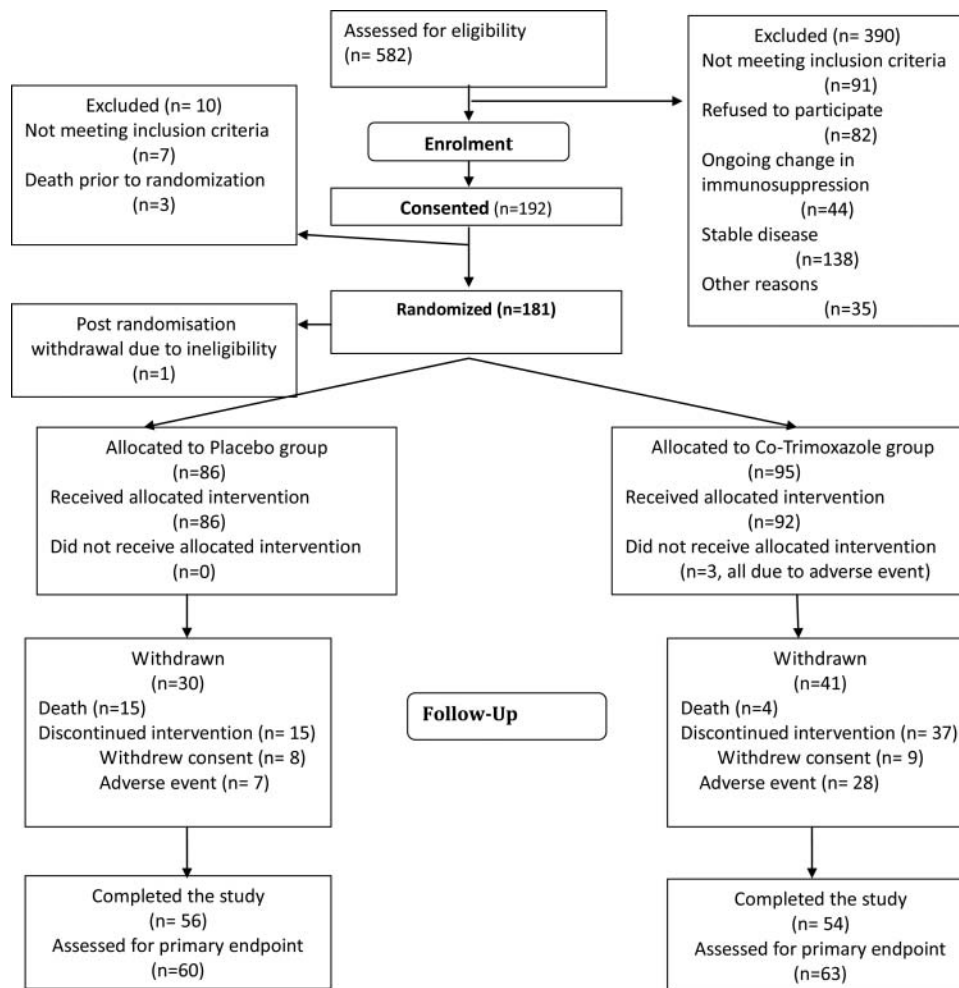 Assessed for eligibility
(n= 582)
Excluded (n= 390)
Not meeting inclusion criteria
(n=91)
Refused to participate
(n=82)
Ongoing change in
immunosuppression
(n=44)
Stable disease
(n=138)
Other reasons
(n=35)
Excluded (n= 10)
Not meeting inclusion criteria
(n=7)
Death prior to randomization
(n=3)
Enrolment
Consented (n=192)
Randomized (n=181)
Post randomisation
withdrawal due to ineligibility
(n=1)
Allocated to Placebo group
(n=86)
Received allocated intervention
(n=86)
Did not receive allocated intervention
(n=0)
Allocated to Co-Trimoxazole group
(n=95)
Received allocated intervention
(n=92)
Did not receive allocated intervention
(n=3, all due to adverse event)
Withdrawn
(n=30)
Death (n=15)
Discontinued intervention (n= 15)
Withdrew consent (n= 8)
Adverse event (n= 7)
Follow-Up
Withdrawn
(n=41)
Death (n=4)
Discontinued intervention (n= 37)
Withdrew consent (n= 9)
Adverse event (n= 28)
Completed the study
(n= 56)
Assessed for primary endpoint
(n=60)
Completed the study
(n= 54)
Assessed for primary endpoint
(n=63)